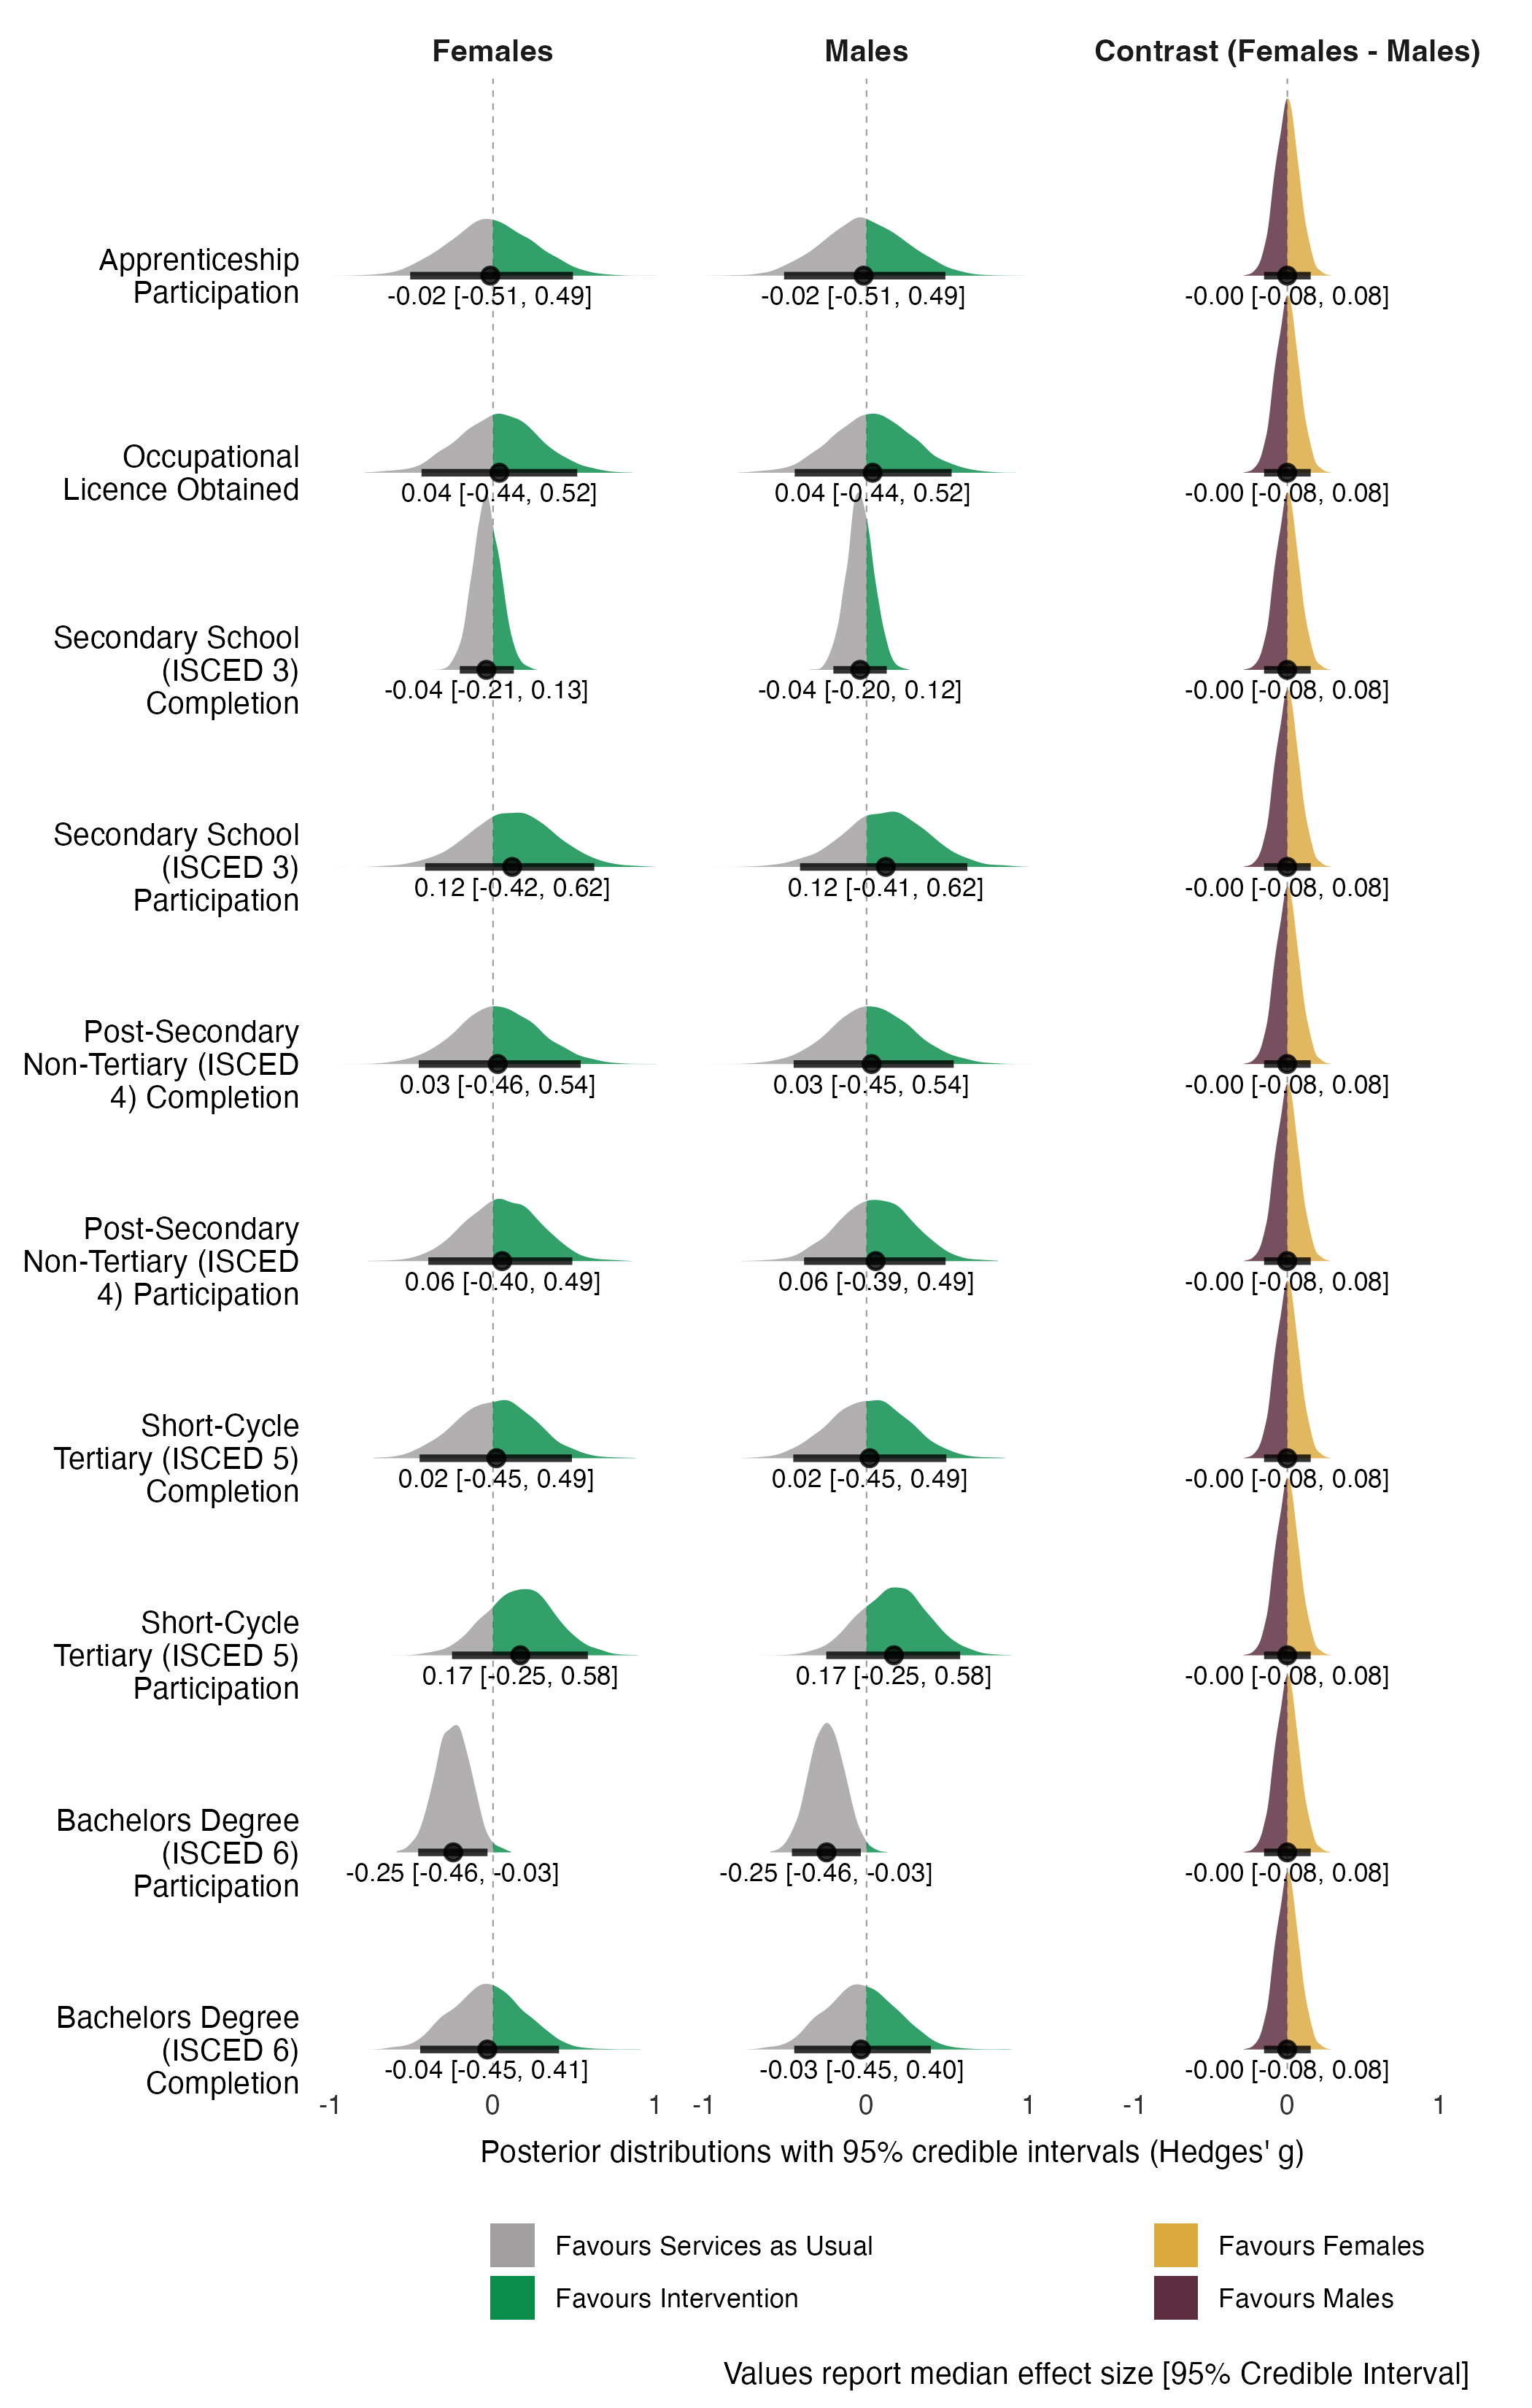 Females Males Contrast (Females - Males)
Apprenticeship
Participation
-0.02 [-0.51, 0.49] -0.02 [-0.51, 0.49] -0.00 [-0.08, 0.08]
Occupational
Licence Obtained
0.04 [-0.44, 0.52] 0.04 [-0.44, 0.52] -0.00 [-0.08, 0.08]
Secondary School
(ISCED 3)
Completion
-0.04 [-0.21, 0.13] -0.04 [-0.20, 0.12] -0.00 [-0.08, 0.08]
Secondary School
(ISCED 3)
Participation
0.12 [-0.42, 0.62] 0.12 [-0.41, 0.62] -0.00 [-0.08, 0.08]
Post-Secondary
Non-Tertiary (ISCED
4) Completion
0.03 [-0.46, 0.54] 0.03 [-0.45, 0.54] -0.00 [-0.08, 0.08]
Post-Secondary
Non-Tertiary (ISCED
4) Participation
0.06 [-0.40, 0.49] 0.06 [-0.39, 0.49] -0.00 [-0.08, 0.08]
Short-Cycle
Tertiary (ISCED 5)
Completion
0.02 [-0.45, 0.49] 0.02 [-0.45, 0.49] -0.00 [-0.08, 0.08]
Short-Cycle
Tertiary (ISCED 5)
Participation
0.17 [-0.25, 0.58] 0.17 [-0.25, 0.58] -0.00 [-0.08, 0.08]
Bachelors Degree
(ISCED 6)
Participation
-0.25 [-0.46, -0.03] -0.25 [-0.46, -0.03] -0.00 [-0.08, 0.08]
Bachelors Degree
(ISCED 6)
Completion
-0.04 [-0.45, 0.41] -0.03 [-0.45, 0.40] -0.00 [-0.08, 0.08]
-1 0 1 -1 0 1 -1 0 1
Posterior distributions with 95% credible intervals (Hedges' g)
Favours Services as Usual Favours Females
Favours Intervention Favours Males
Values report median effect size [95% Credible Interval]